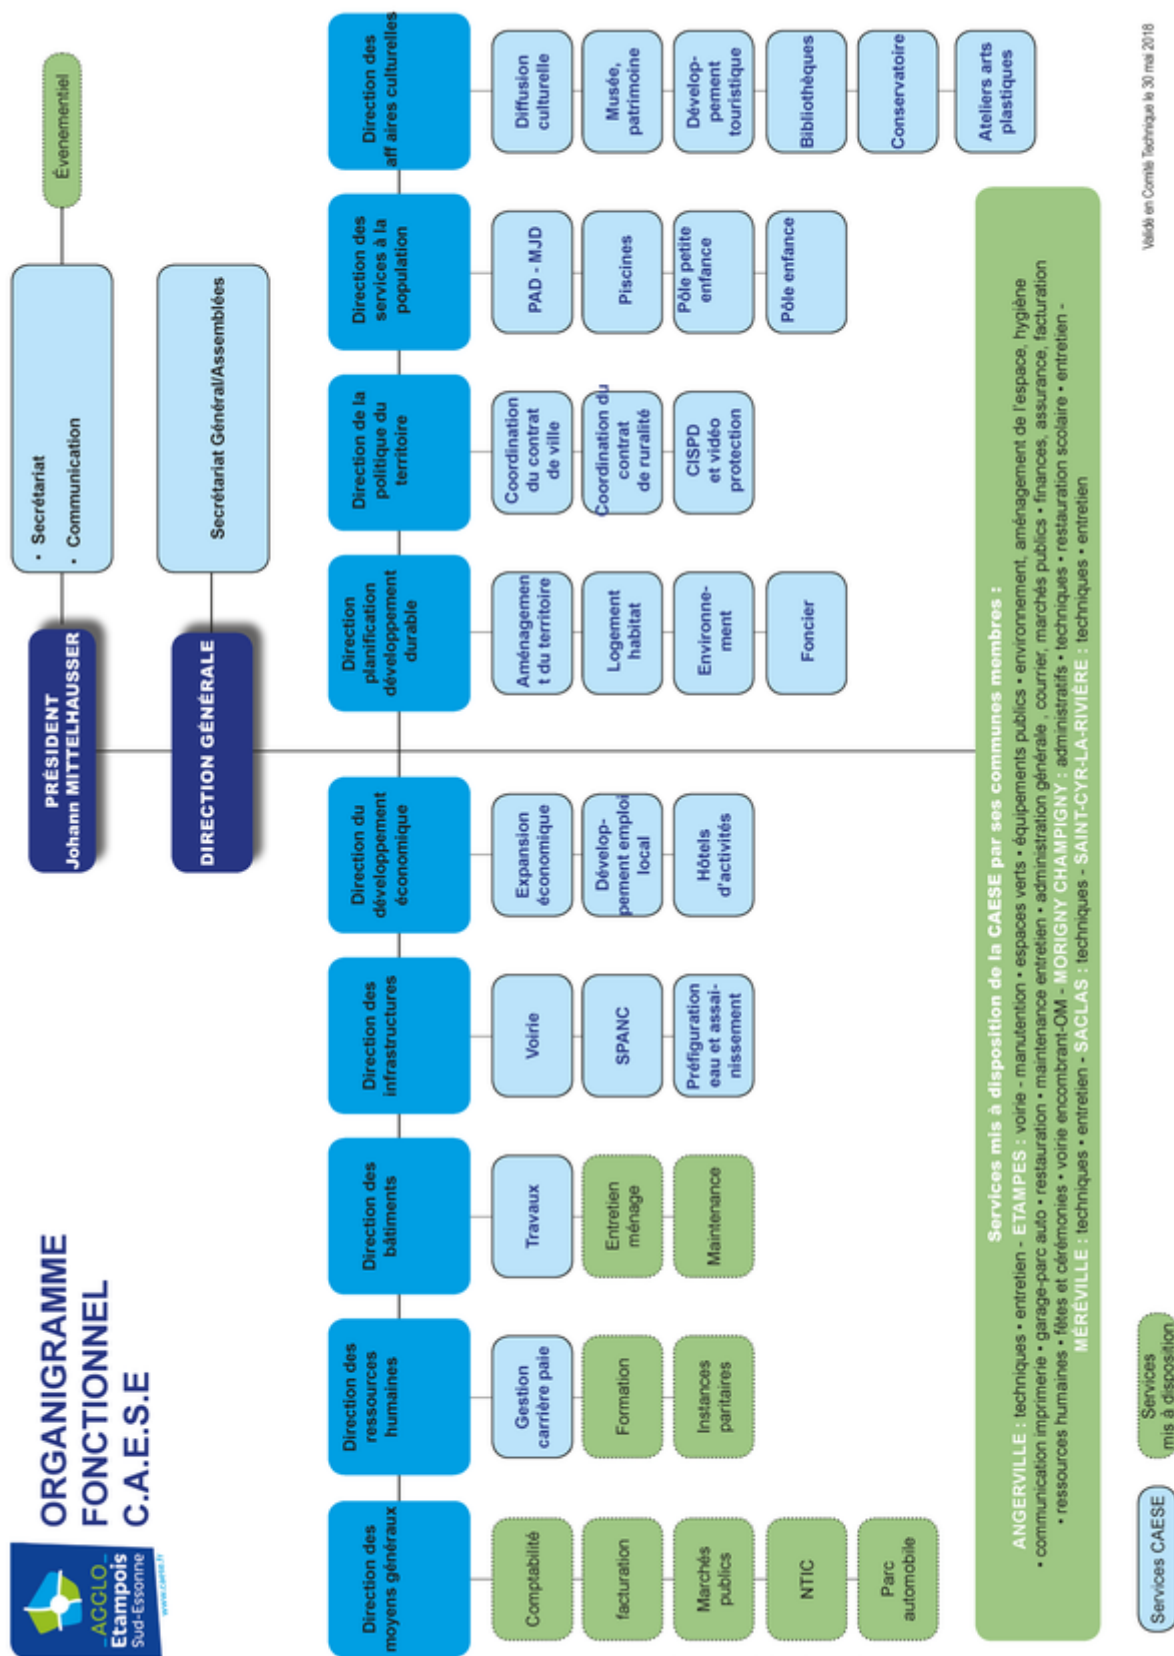 AGGLO
Etampois
Sud-Essonne
www.caese.fr
ORGANIGRAMME
FONCTIONNEL
C.A.E.S.E
PRÉSIDENT
Johann MITTELHAUSSER
• Secrétariat
• Communication
Évenementiel
DIRECTION GÉNÉRALE
Secrétariat Général/Assemblées
Direction des
moyens généraux
Comptabilité
facturation
Marchés
publics
NTIC
Parc
automobile
Direction des
ressources
humaines
Gestion
carrière paie
Formation
Instances
paritaires
Direction des
bâtiments
Travaux
Entretien
ménage
Maintenance
Direction des
infrastructures
Voirie
SPANC
Préfiguration
eau et assai-
nissement
Direction du
développement
économique
Expansion
économique
Dévelop-
pement emploi
local
Hôtels
d'activités
Direction
planification
développement
durable
Aménagemen
t du territoire
Logement
habitat
Environne-
ment
Foncier
Direction de la
politique du
territoire
Coordination
du contrat
de ville
Coordination du
contrat
de ruralité
CISPD
et vidéo
protection
Direction des
services à la
population
PAD - MJD
Piscines
Pôle petite
enfance
Pôle enfance
Direction des
aff aires culturelles
Diffusion
culturelle
Musée,
patrimoine
Dévelop-
pement
touristique
Bibliothèques
Conservatoire
Ateliers arts
plastiques
Services mis à disposition de la CAESE par ses communes membres :
ANGERVILLE : techniques • entretien - ETAMPES : voirie - manutention • espaces verts • équipements publics • environnement, aménagement de l'espace, hygiène
• communication imprimerie • garage-parc auto • restauration • maintenance entretien • administration générale , courrier, marchés publics • finances, assurance, facturation
• ressources humaines • fêtes et cérémonies • voirie encombrant-OM - MORIGNY CHAMPIGNY : administratifs • techniques • restauration scolaire • entretien -
MÉRÉVILLE : techniques • entretien - SACLAS : techniques - SAINT-CYR-LA-RIVIÈRE : techniques • entretien
Services CAESE
Services
mis à disposition
Validé en Comité Technique le 30 mai 2018